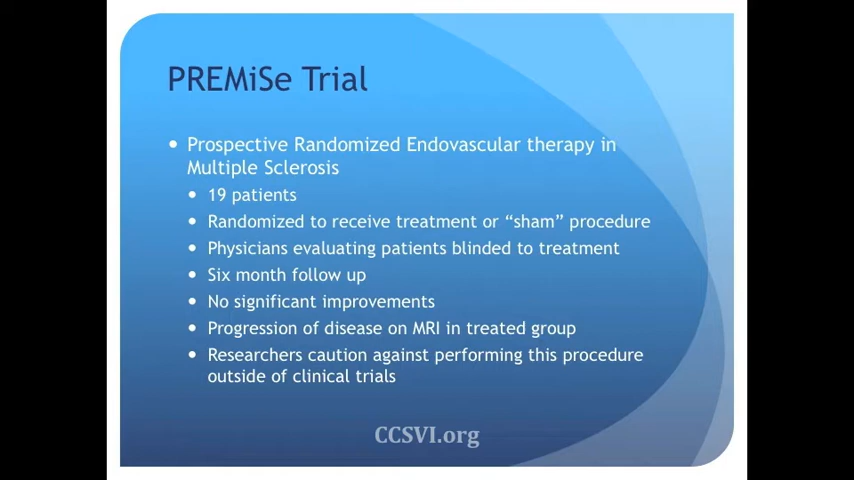 PREMiSe Trial
• Prospective Randomized Endovascular therapy in
Multiple Sclerosis
• 19 patients
• Randomized to receive treatment or “sham” procedure
• Physicians evaluating patients blinded to treatment
• Six month follow up
• No significant improvements
• Progression of disease on MRI in treated group
• Researchers caution against performing this procedure
outside of clinical trials
CCSVI.org